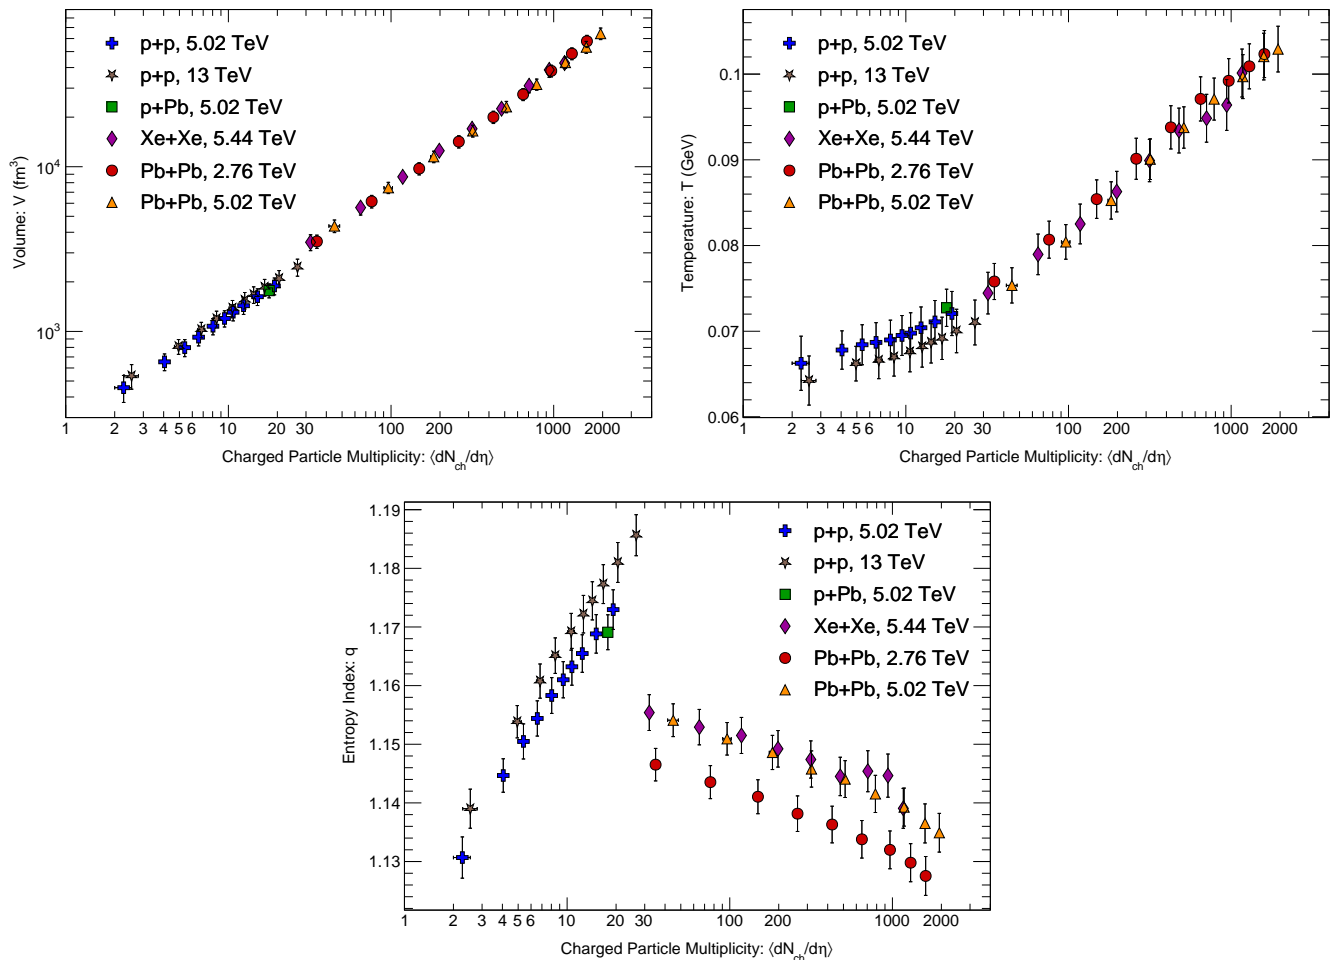 Volume: V (fm³)
10⁴
10³
p+p, 5.02 TeV
p+p, 13 TeV
p+Pb, 5.02 TeV
Xe+Xe, 5.44 TeV
Pb+Pb, 2.76 TeV
Pb+Pb, 5.02 TeV
1 2 3 4 5 6 10 20 30 100 200 1000 2000
Charged Particle Multiplicity: ⟨dN_ch/dη⟩
Temperature: T (GeV)
0.1
0.09
0.08
0.07
0.06
p+p, 5.02 TeV
p+p, 13 TeV
p+Pb, 5.02 TeV
Xe+Xe, 5.44 TeV
Pb+Pb, 2.76 TeV
Pb+Pb, 5.02 TeV
1 2 3 4 5 6 10 20 30 100 200 1000 2000
Charged Particle Multiplicity: ⟨dN_ch/dη⟩
Entropy Index: q
1.19
1.18
1.17
1.16
1.15
1.14
1.13
p+p, 5.02 TeV
p+p, 13 TeV
p+Pb, 5.02 TeV
Xe+Xe, 5.44 TeV
Pb+Pb, 2.76 TeV
Pb+Pb, 5.02 TeV
1 2 3 4 5 6 10 20 30 100 200 1000 2000
Charged Particle Multiplicity: ⟨dN_ch/dη⟩